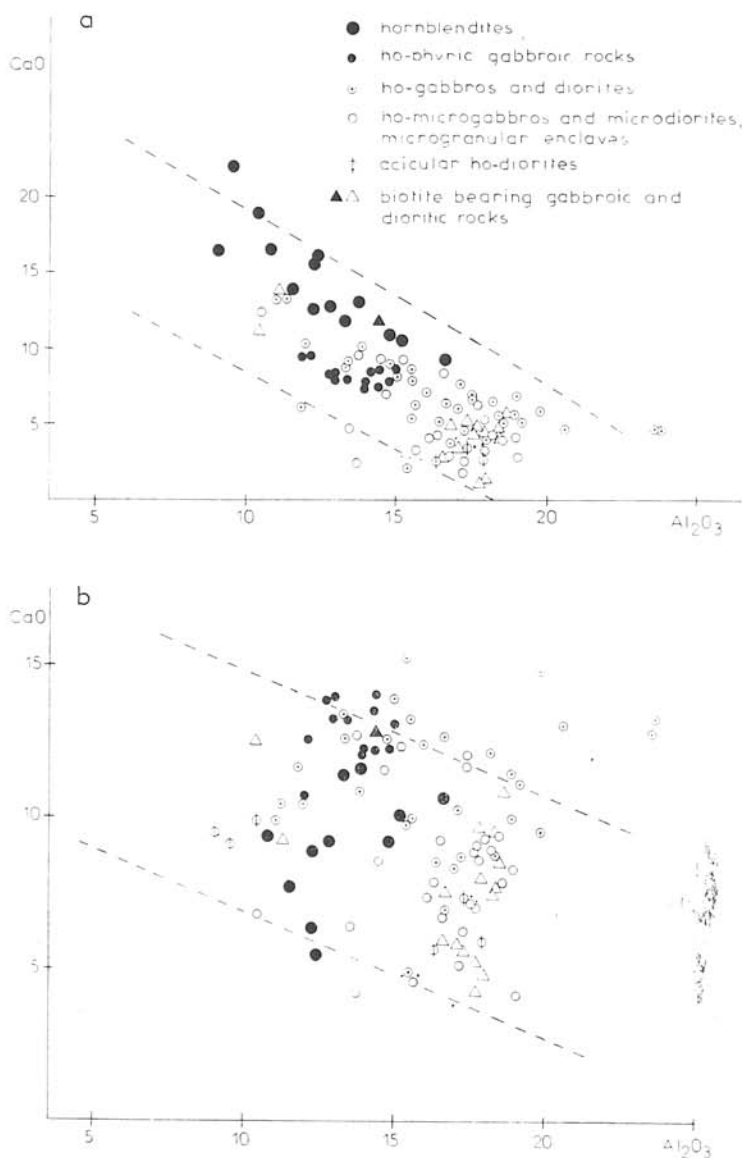 a
CaO
hornblendites
ho-phyric gabbroic rocks
ho-gabbros and diorites
ho-microgabbros and microdiorites,
microgranular enclaves
acicular ho-diorites
biotite bearing gabbroic and
dioritic rocks
20
15
10
5
5
10
15
20
Al₂O₃
b
CaO
15
10
5
5
10
15
20
Al₂O₃